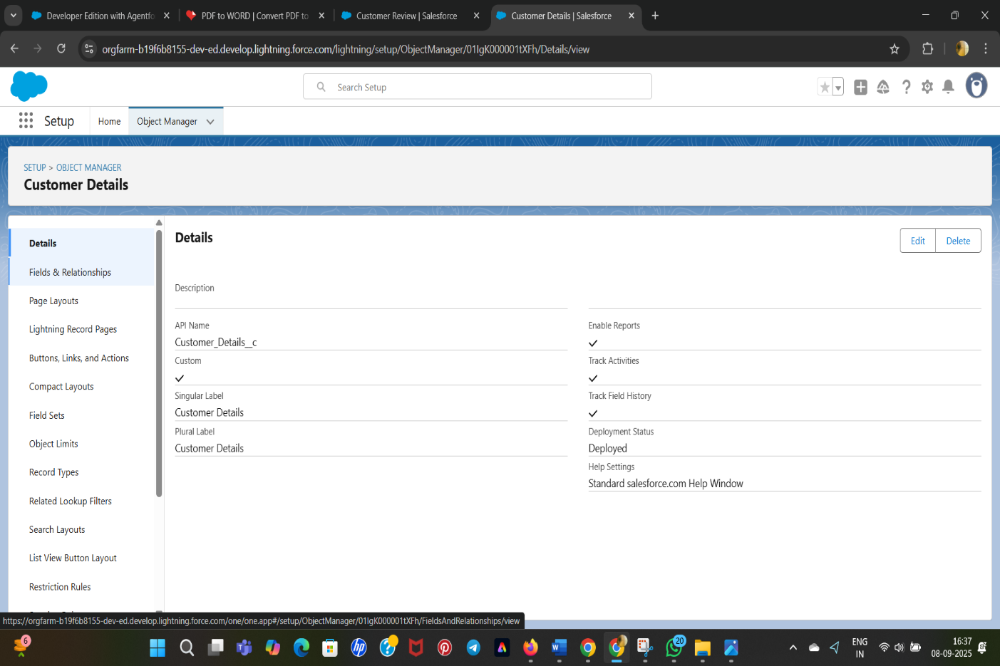 Developer Edition with Agentfo
PDF to WORD | Convert PDF to
Customer Review | Salesforce
Customer Details | Salesforce
orgfarm-b19f6b8155-dev-ed.develop.lightning.force.com/lightning/setup/ObjectManager/01IgK000001tXFh/Details/view
Search Setup
Setup
Home
Object Manager
SETUP > OBJECT MANAGER
Customer Details
Details
Fields & Relationships
Page Layouts
Lightning Record Pages
Buttons, Links, and Actions
Compact Layouts
Field Sets
Object Limits
Record Types
Related Lookup Filters
Search Layouts
List View Button Layout
Restriction Rules
Details
Edit
Delete
Description
API Name
Customer_Details__c
Custom
Singular Label
Customer Details
Plural Label
Customer Details
Enable Reports
Track Activities
Track Field History
Deployment Status
Deployed
Help Settings
Standard salesforce.com Help Window
https://orgfarm-b19f6b8155-dev-ed.develop.lightning.force.com/one/one.app#/setup/ObjectManager/01IgK000001tXFh/FieldsAndRelationships/view
6
20
ENG
IN
16:37
08-09-2025